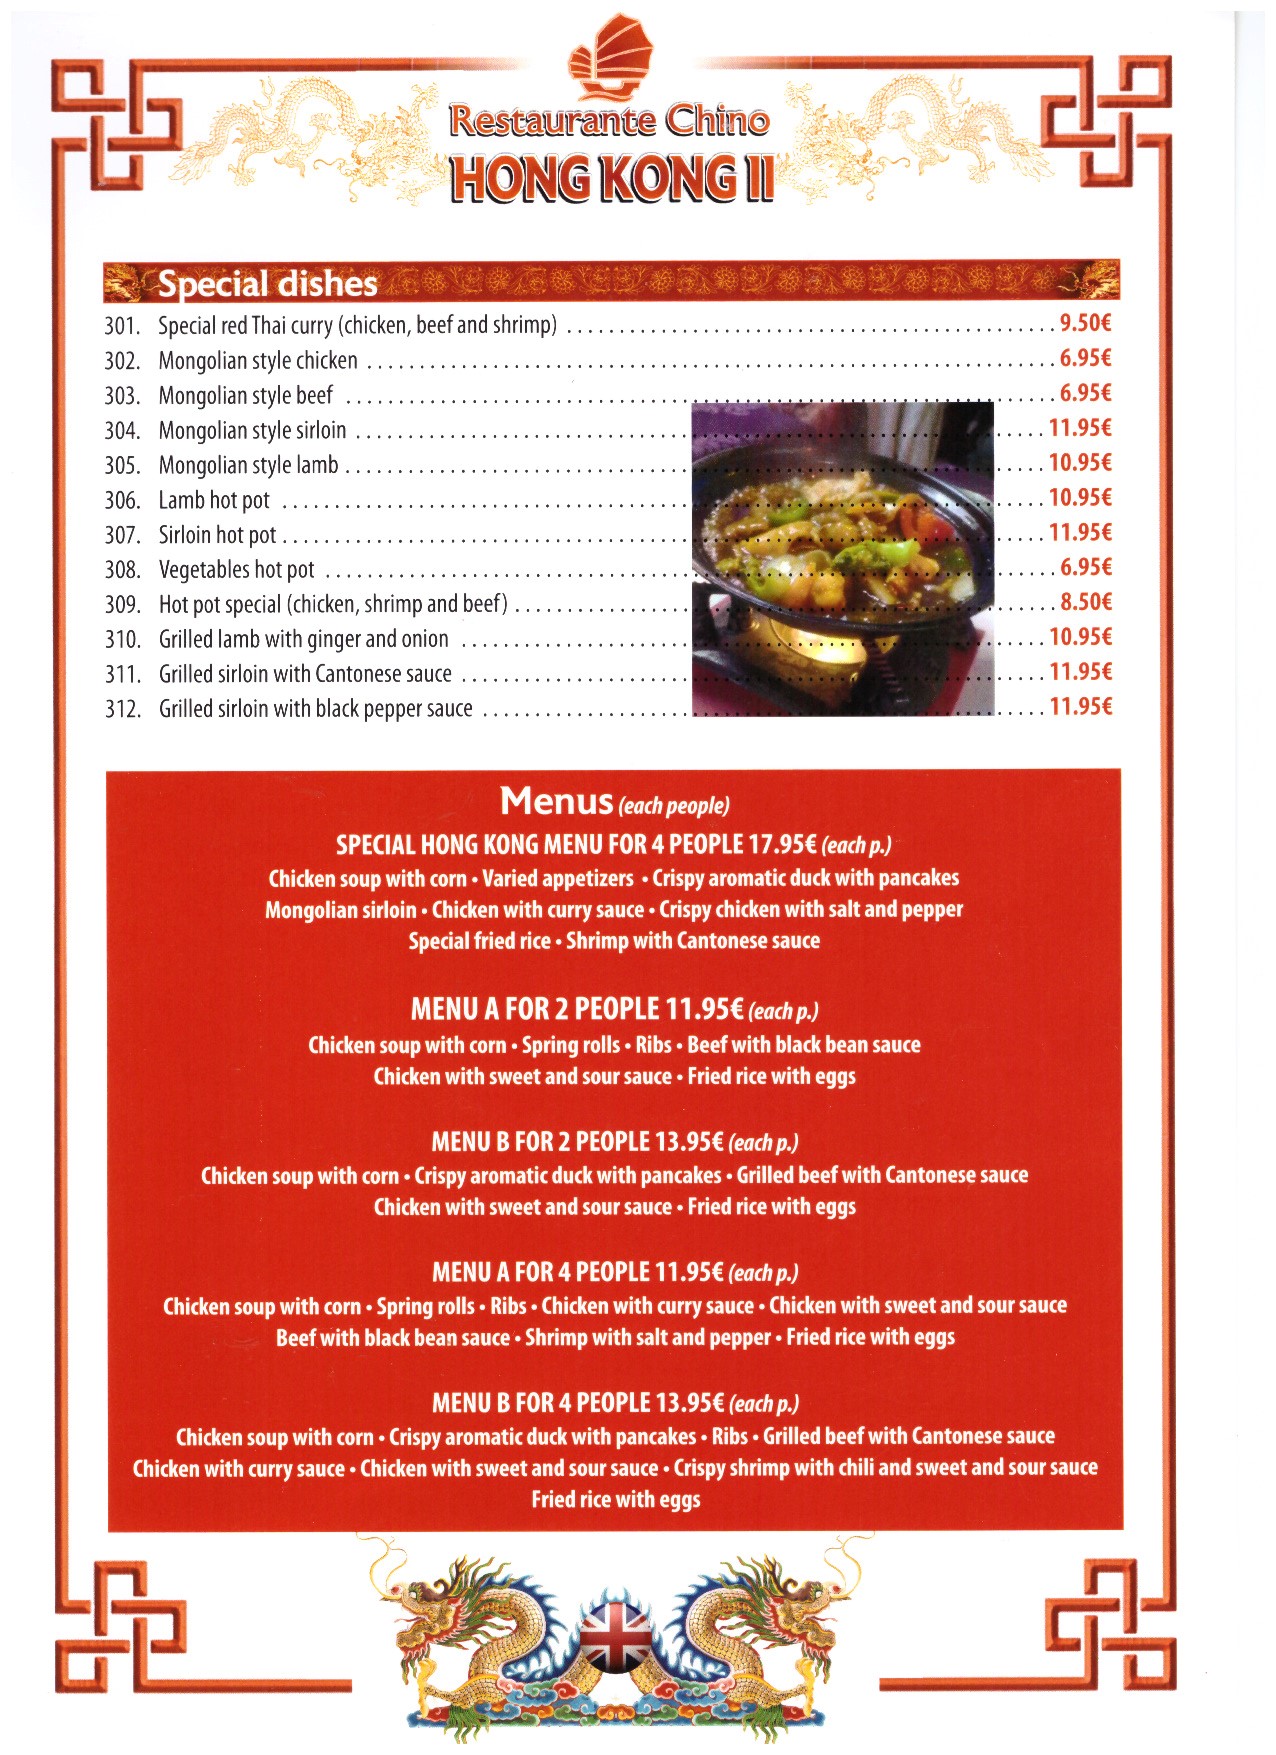 Restaurante Chino
HONG KONG II
Special dishes
301. Special red Thai curry (chicken, beef and shrimp) 9.50€
302. Mongolian style chicken 6.95€
303. Mongolian style beef 6.95€
304. Mongolian style sirloin 11.95€
305. Mongolian style lamb 10.95€
306. Lamb hot pot 10.95€
307. Sirloin hot pot 11.95€
308. Vegetables hot pot 6.95€
309. Hot pot special (chicken, shrimp and beef) 8.50€
310. Grilled lamb with ginger and onion 10.95€
311. Grilled sirloin with Cantonese sauce 11.95€
312. Grilled sirloin with black pepper sauce 11.95€
Menus (each people)
SPECIAL HONG KONG MENU FOR 4 PEOPLE 17.95€ (each p.)
Chicken soup with corn • Varied appetizers • Crispy aromatic duck with pancakes
Mongolian sirloin • Chicken with curry sauce • Crispy chicken with salt and pepper
Special fried rice • Shrimp with Cantonese sauce
MENU A FOR 2 PEOPLE 11.95€ (each p.)
Chicken soup with corn • Spring rolls • Ribs • Beef with black bean sauce
Chicken with sweet and sour sauce • Fried rice with eggs
MENU B FOR 2 PEOPLE 13.95€ (each p.)
Chicken soup with corn • Crispy aromatic duck with pancakes • Grilled beef with Cantonese sauce
Chicken with sweet and sour sauce • Fried rice with eggs
MENU A FOR 4 PEOPLE 11.95€ (each p.)
Chicken soup with corn • Spring rolls • Ribs • Chicken with curry sauce • Chicken with sweet and sour sauce
Beef with black bean sauce • Shrimp with salt and pepper • Fried rice with eggs
MENU B FOR 4 PEOPLE 13.95€ (each p.)
Chicken soup with corn • Crispy aromatic duck with pancakes • Ribs • Grilled beef with Cantonese sauce
Chicken with curry sauce • Chicken with sweet and sour sauce • Crispy shrimp with chili and sweet and sour sauce
Fried rice with eggs